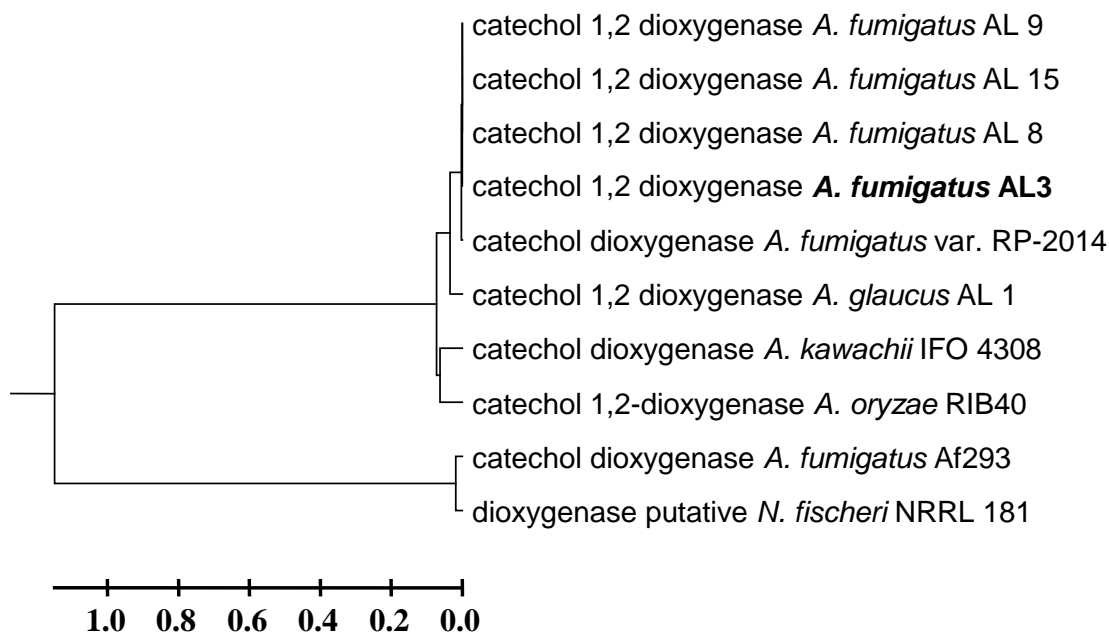 catechol 1,2 dioxygenase A. fumigatus AL 9
catechol 1,2 dioxygenase A. fumigatus AL 15
catechol 1,2 dioxygenase A. fumigatus AL 8
catechol 1,2 dioxygenase A. fumigatus AL3
catechol dioxygenase A. fumigatus var. RP-2014
catechol 1,2 dioxygenase A. glaucus AL 1
catechol dioxygenase A. kawachii IFO 4308
catechol 1,2-dioxygenase A. oryzae RIB40
catechol dioxygenase A. fumigatus Af293
dioxygenase putative N. fischeri NRRL 181
1.0 0.8 0.6 0.4 0.2 0.0